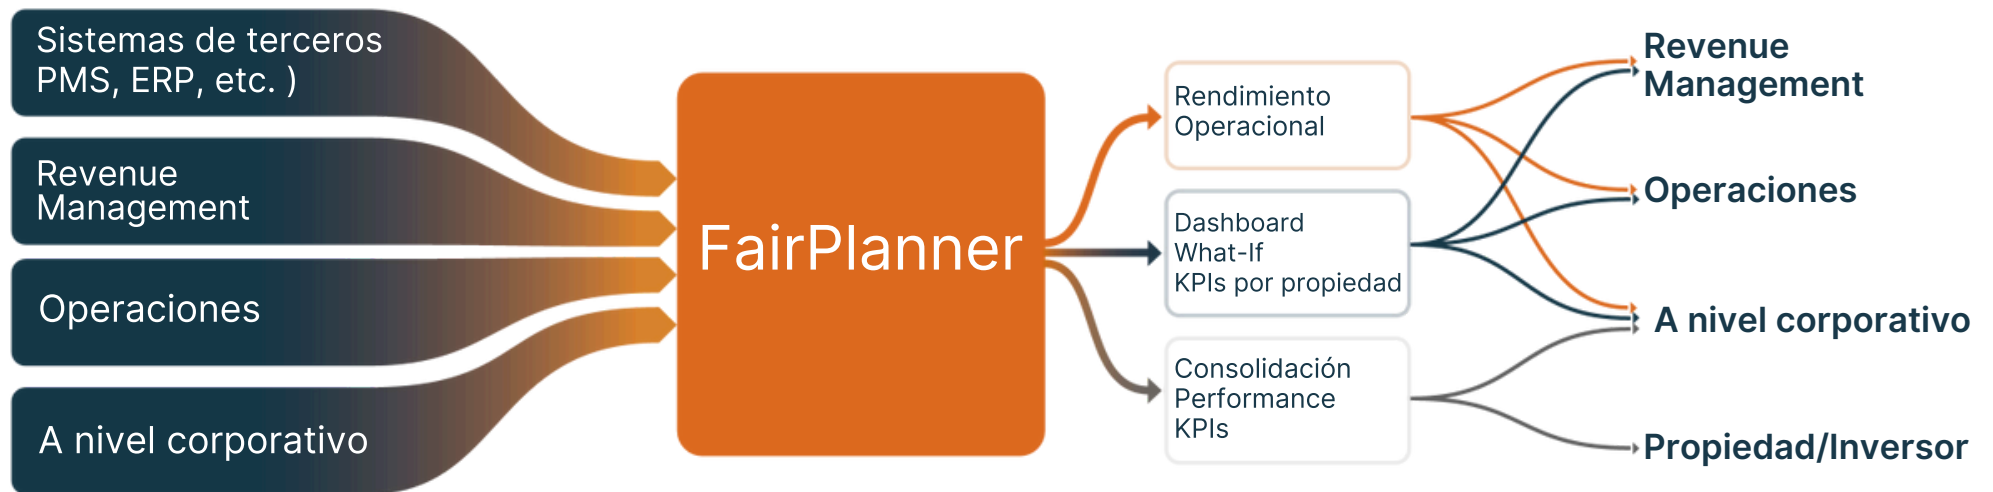 Sistemas de terceros
PMS, ERP, etc. )
Revenue
Management
Operaciones
A nivel corporativo
FairPlanner
Rendimiento
Operacional
Dashboard
What-If
KPIs por propiedad
Consolidación
Performance
KPIs
Revenue
Management
Operaciones
A nivel corporativo
Propiedad/Inversor